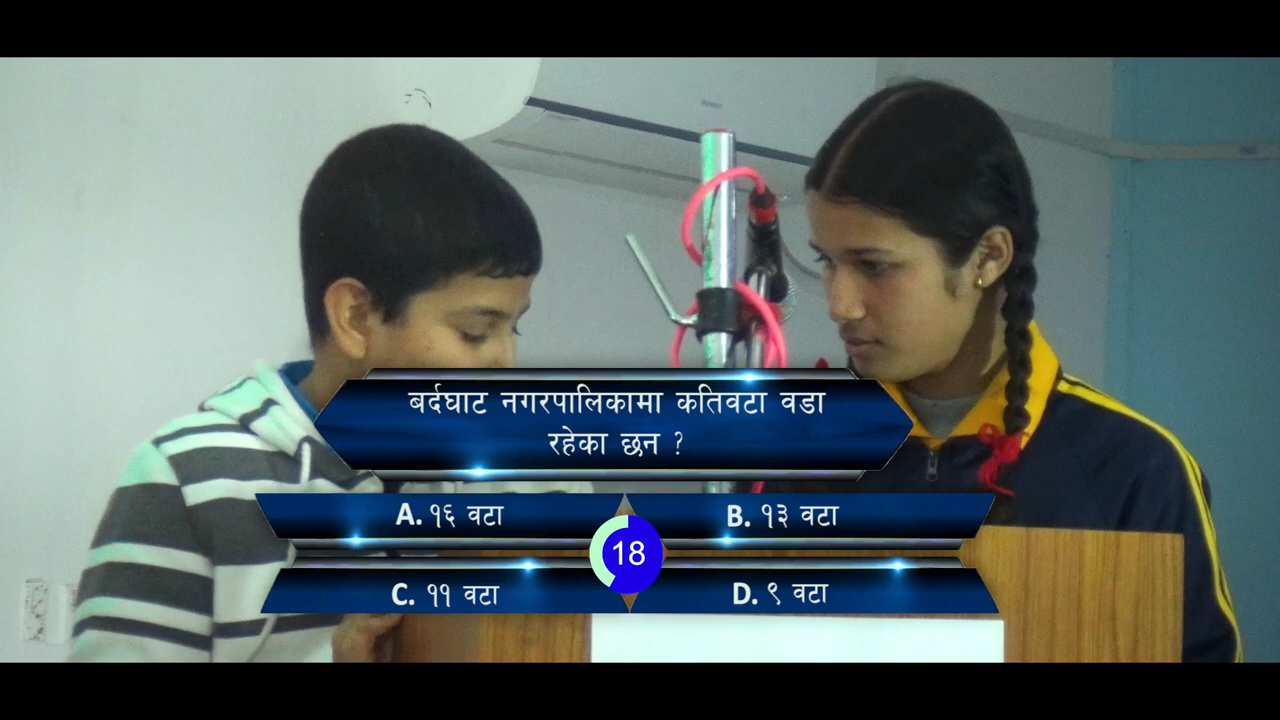 बर्दघाट नगरपालिकामा कतिवटा वडा
रहेका छन ?
A. १६ वटा
B. १३ वटा
18
C. ११ वटा
D. ९ वटा